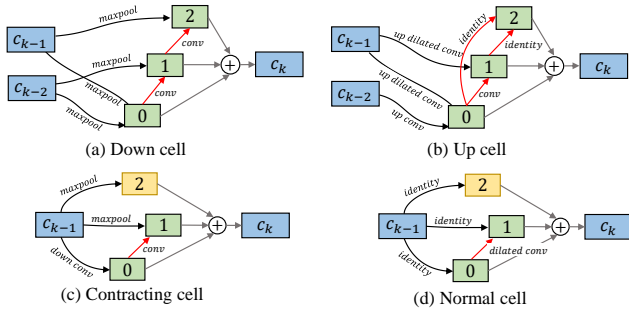 maxpool
2
c_{k-1}
conv
maxpool
1
+
c_k
c_{k-2}
maxpool
conv
maxpool
0
(a) Down cell
2
identity
c_{k-1}
up dilated conv
identity
1
+
c_k
up dilated conv
c_{k-2}
conv
up conv
0
(b) Up cell
maxpool
2
c_{k-1}
maxpool
1
+
c_k
down conv
conv
0
(c) Contracting cell
identity
2
c_{k-1}
identity
1
+
c_k
identity
dilated conv
0
(d) Normal cell